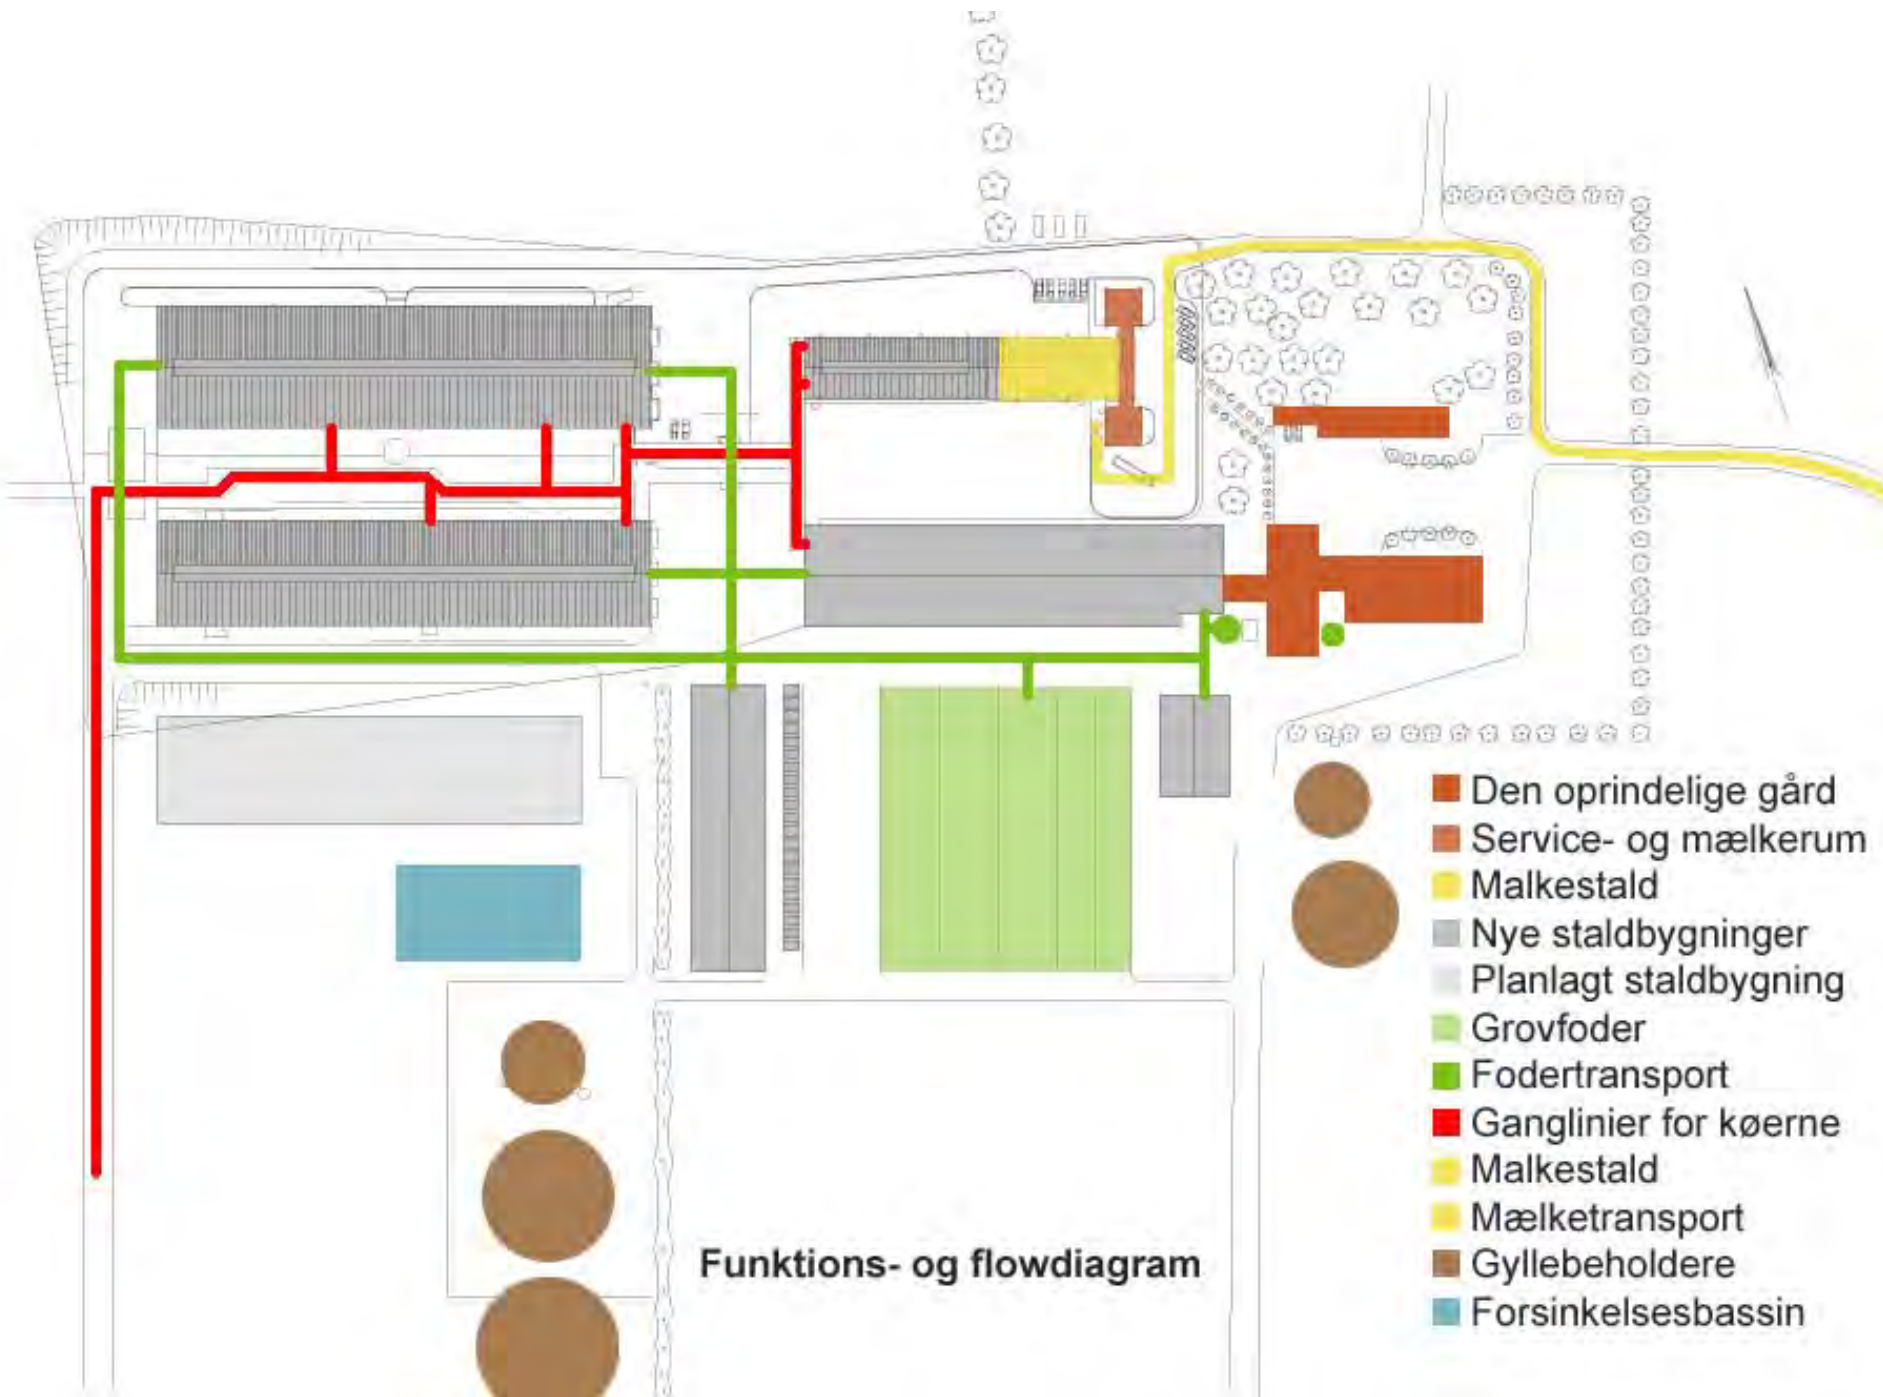 Den oprindelige gård
Service- og mælkerum
Malkestald
Nye staldbygninger
Planlagt staldbygning
Grovfoder
Fodertransport
Ganglinier for køerne
Malkestald
Mælketransport
Gyllebeholdere
Forsinkelsesbassin
Funktions- og flowdiagram